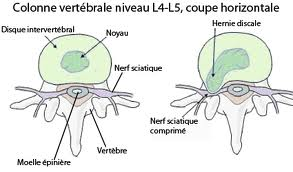 Colonne vertébrale niveau L4-L5, coupe horizontale
Hernie discale
Disque intervertébral
Noyau
Nerf sciatique
Nerf sciatique
comprimé
Vertèbre
Moelle épinière